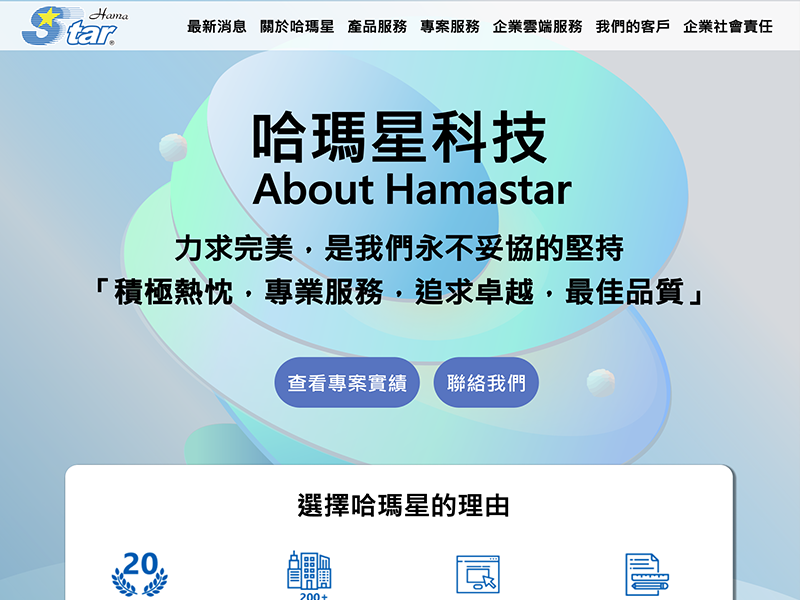 Hama
Star®
最新消息 關於哈瑪星 產品服務 專案服務 企業雲端服務 我們的客戶 企業社會責任
哈瑪星科技
About Hamastar
力求完美，是我們永不妥協的堅持
「積極熱忱，專業服務，追求卓越，最佳品質」
查看專案實績 聯絡我們
選擇哈瑪星的理由
20
200+